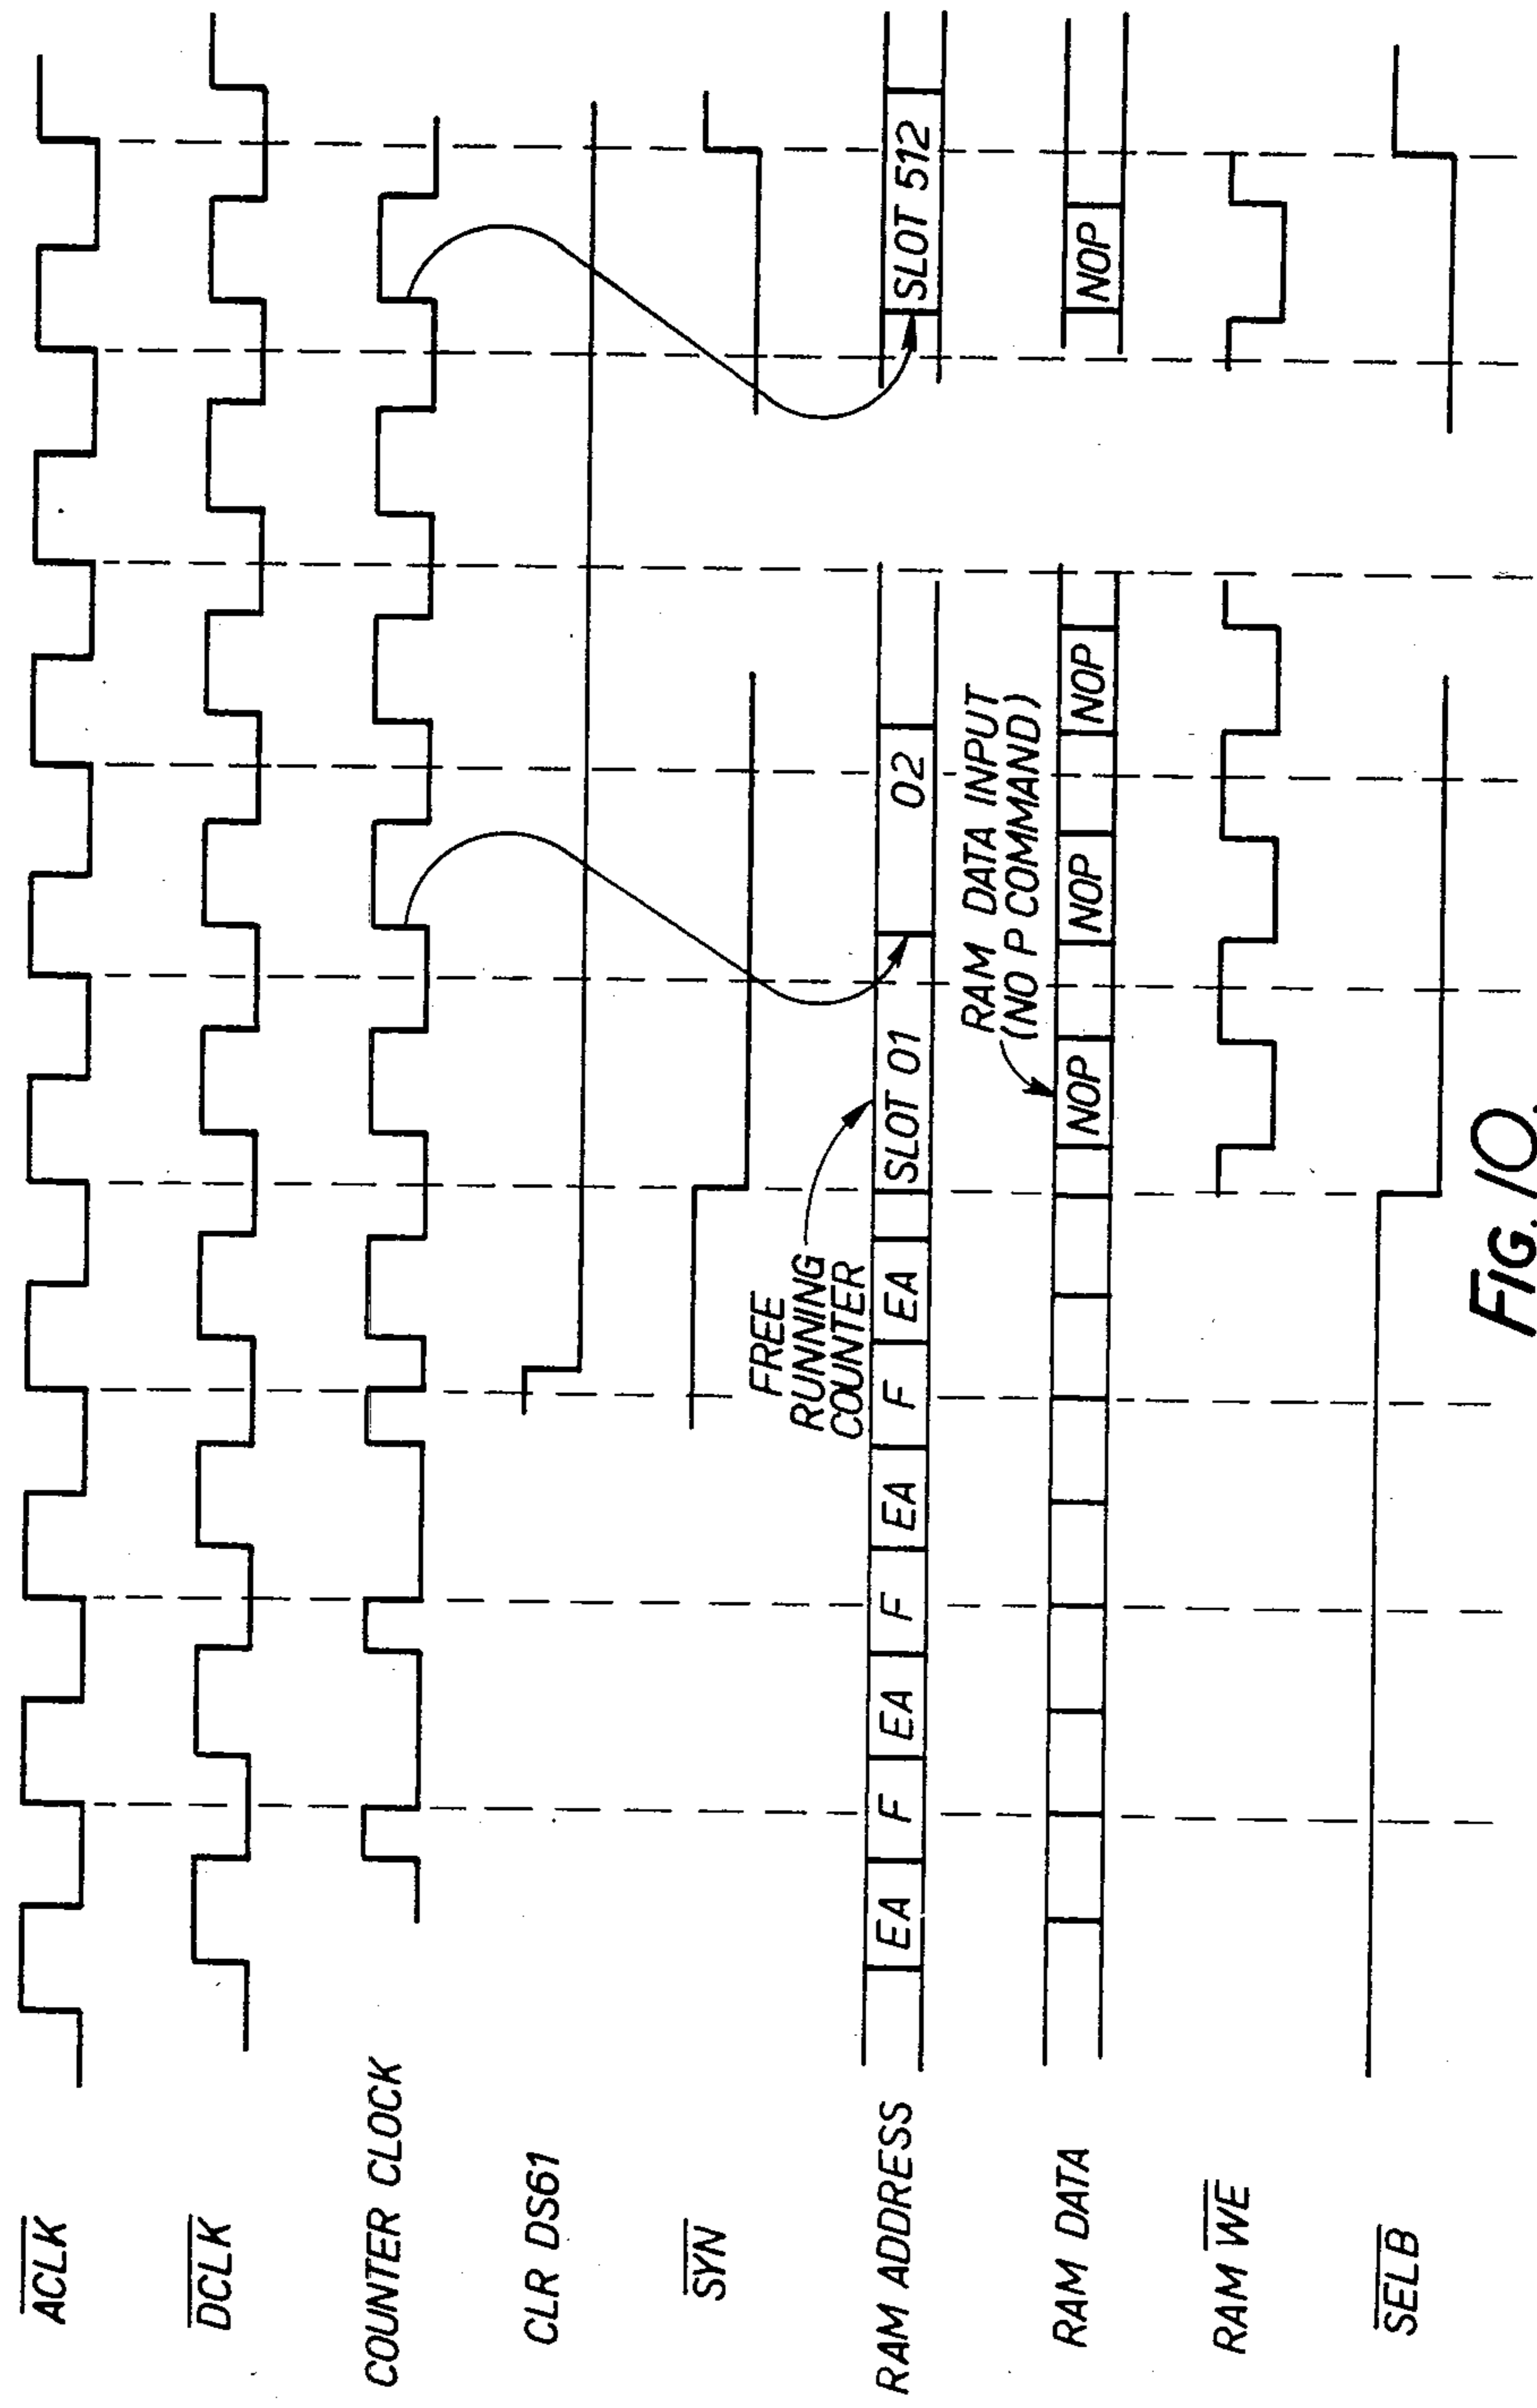 ACLK
DCLK
COUNTER CLOCK
CLR DS61
SYN
FREE
RUNNING
COUNTER
RAM ADDRESS
EA F EA F EA F EA SLOT 01 02 SLOT 512
RAM DATA INPUT
(NO P COMMAND)
RAM DATA
NOP NOP NOP NOP
RAM WE
SELB
FIG. 10.